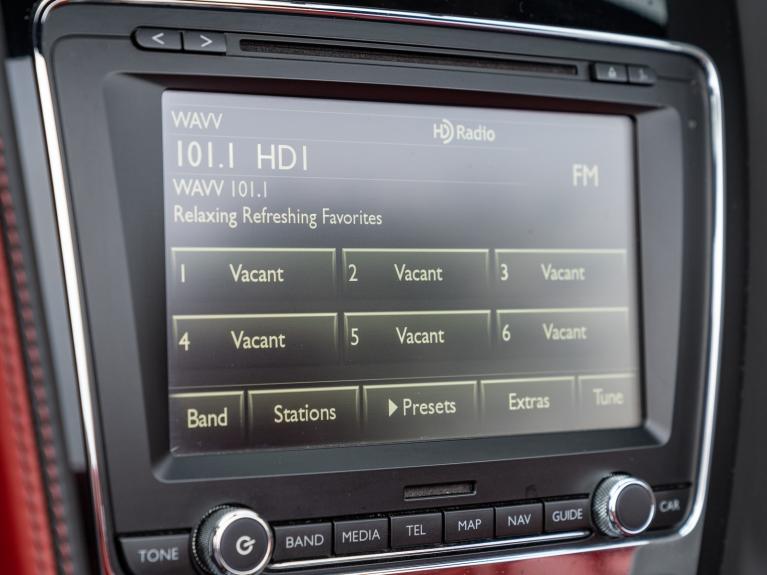 < >
WAVV
HD Radio
101.1 HD1
FM
WAVV 101.1
Relaxing Refreshing Favorites
1 Vacant 2 Vacant 3 Vacant
4 Vacant 5 Vacant 6 Vacant
Band Stations Presets Extras Tune
TONE BAND MEDIA TEL MAP NAV GUIDE CAR